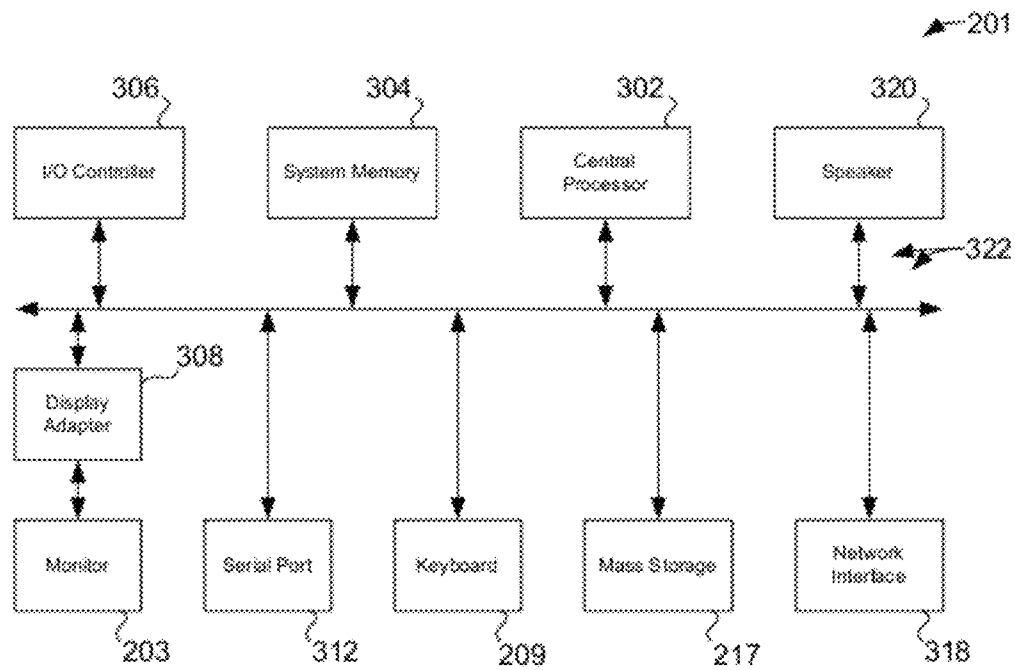 201
306
304
302
320
I/O Controller
System Memory
Central
Processor
Speaker
322
308
Display
Adapter
Monitor
Serial Port
Keyboard
Mass Storage
Network
Interface
203
312
209
217
318